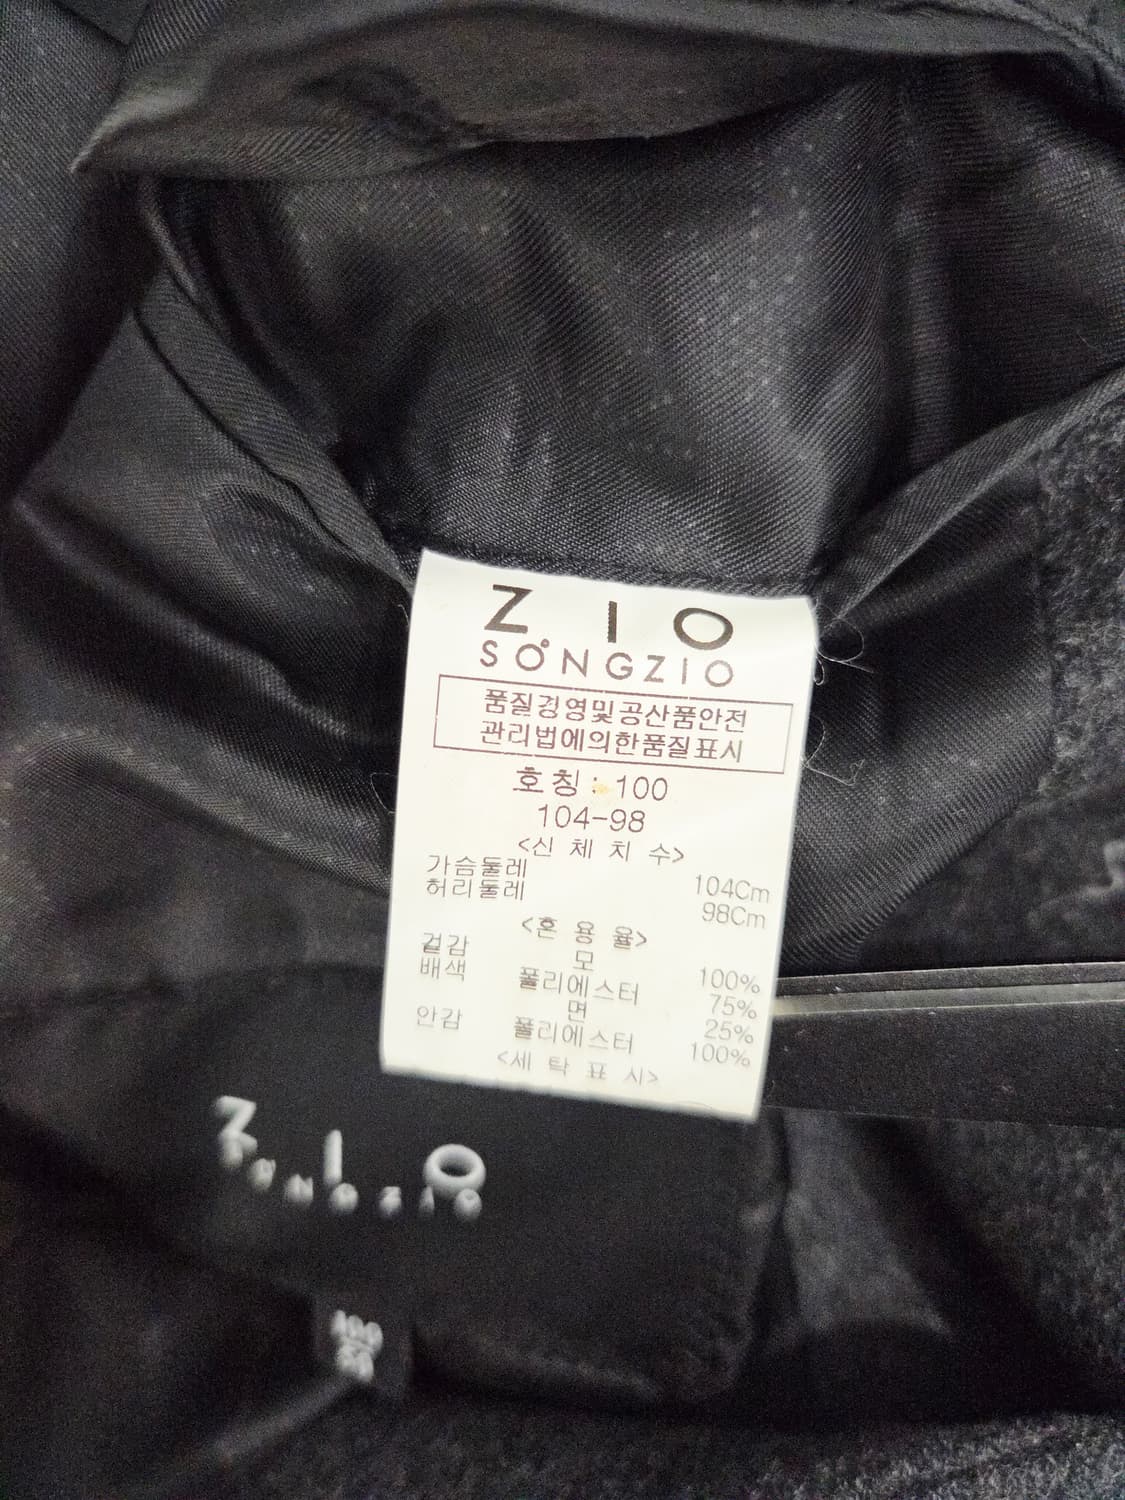 ZIO
SONGZIO
품질경영및공산품안전
관리법에의한품질표시
호칭 : 100
104-98
<신 체 치 수>
가슴둘레 104Cm
허리둘레 98Cm
<혼 용 율>
겉감 모 100%
배색 폴리에스터 75%
면 25%
안감 폴리에스터 100%
<세 탁 표 시>
ZIO
SONGZIO
100